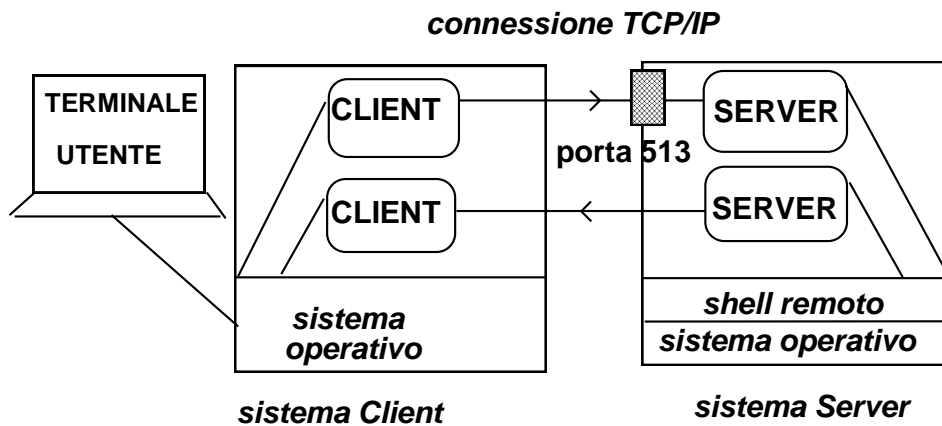 connessione TCP/IP
TERMINALE
UTENTE
CLIENT
SERVER
porta 513
CLIENT
SERVER
sistema
operativo
shell remoto
sistema operativo
sistema Client
sistema Server